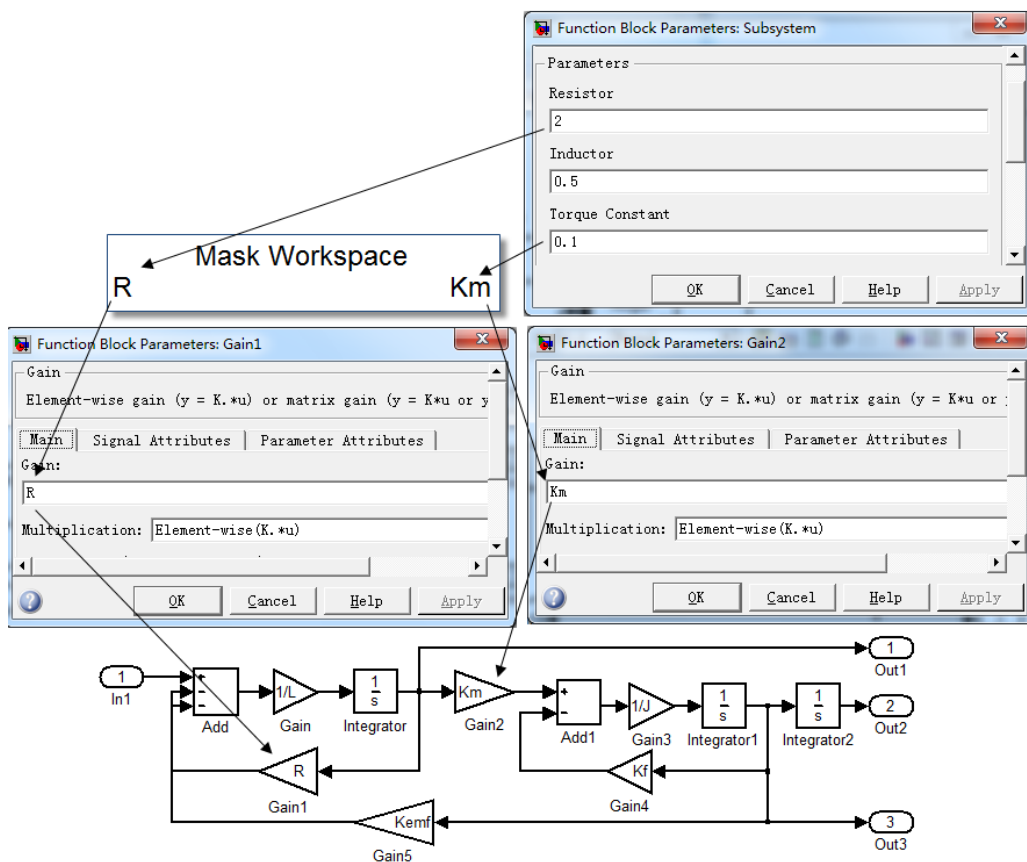 Function Block Parameters: Subsystem
Parameters
Resistor
2
Inductor
0.5
Torque Constant
0.1
OK Cancel Help Apply
Mask Workspace
R Km
Function Block Parameters: Gain1
Gain
Element-wise gain (y = K.*u) or matrix gain (y = K*u or y
Main Signal Attributes Parameter Attributes
Gain:
R
Multiplication: Element-wise(K.*u)
OK Cancel Help Apply
Function Block Parameters: Gain2
Gain
Element-wise gain (y = K.*u) or matrix gain (y = K*u or
Main Signal Attributes Parameter Attributes
Gain:
Km
Multiplication: Element-wise(K.*u)
OK Cancel Help Apply
1
In1
+
-
-
Add
1/L
Gain
1
s
Integrator
Km
Gain2
+
-
Add1
1/J
Gain3
1
s
Integrator1
1
s
Integrator2
1
Out1
2
Out2
R
Gain1
Kf
Gain4
Kemf
Gain5
3
Out3